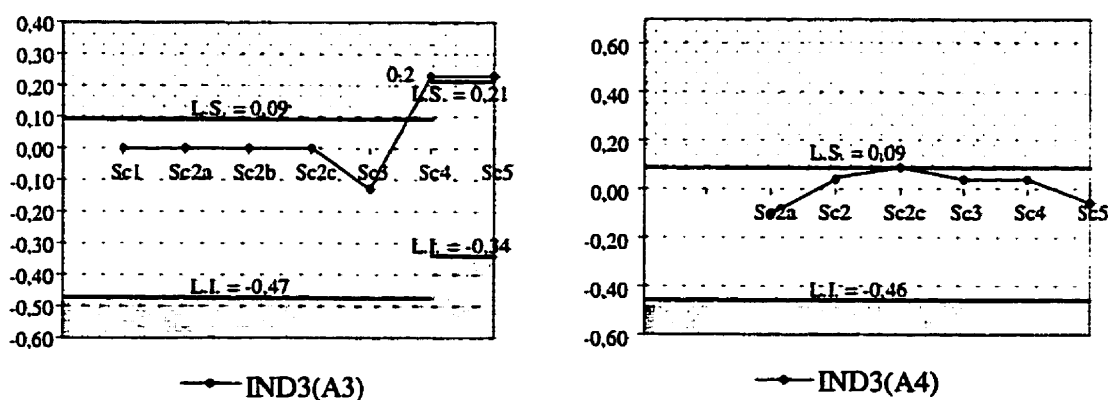 0,40
0,30
0,20
0,10
0,00
-0,10
-0,20
-0,30
-0,40
-0,50
-0,60
0.2
L.S. = 0,21
L.S. = 0,09
Sc1 Sc2a Sc2b Sc2c Sc3 Sc4 Sc5
L.I. = -0,34
L.I. = -0,47
IND3(A3)
0,60
0,40
0,20
0,00
-0,20
-0,40
-0,60
L.S. = 0,09
Sc2a Sc2 Sc2c Sc3 Sc4 Sc5
L.I. = -0,46
IND3(A4)